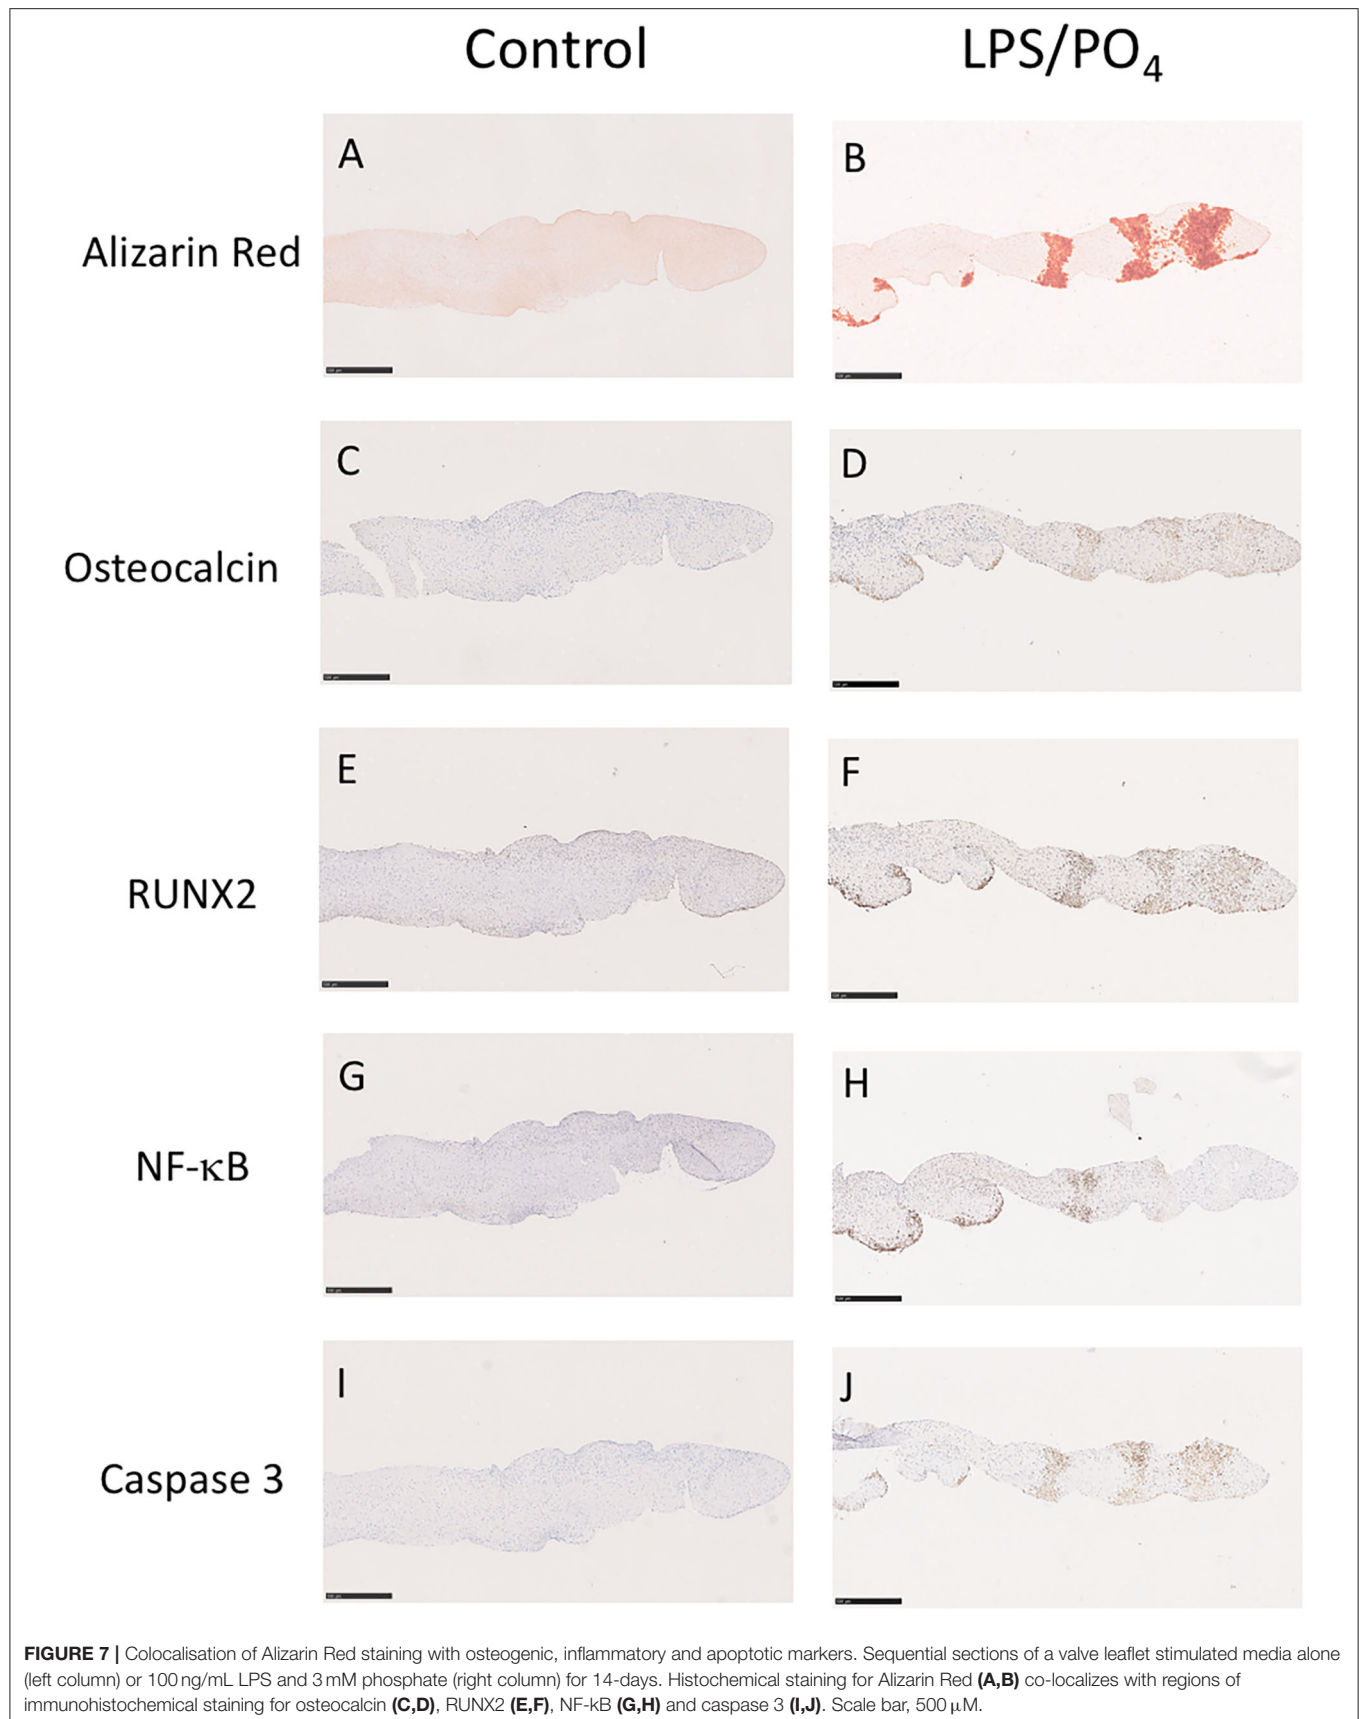 Control LPS/PO₄
A B
Alizarin Red
C D
Osteocalcin
E F
RUNX2
G H
NF-κB
I J
Caspase 3
FIGURE 7 | Colocalisation of Alizarin Red staining with osteogenic, inflammatory and apoptotic markers. Sequential sections of a valve leaflet stimulated media alone
(left column) or 100 ng/mL LPS and 3 mM phosphate (right column) for 14-days. Histochemical staining for Alizarin Red (A,B) co-localizes with regions of
immunohistochemical staining for osteocalcin (C,D), RUNX2 (E,F), NF-kB (G,H) and caspase 3 (I,J). Scale bar, 500 μM.